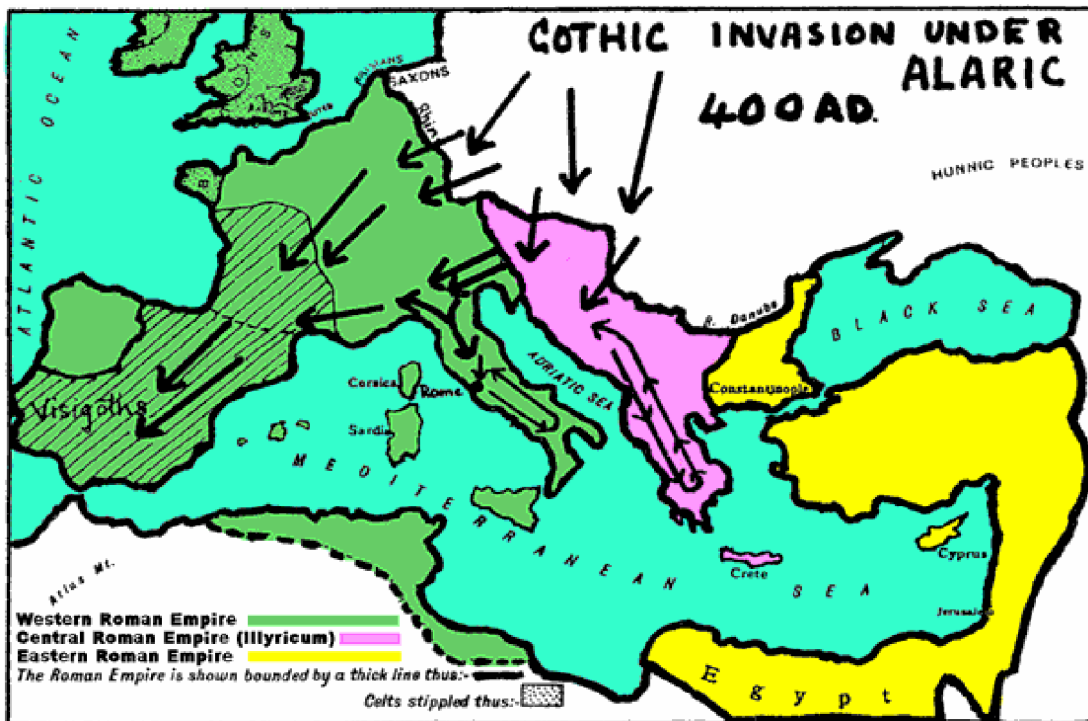 GOTHIC INVASION UNDER
ALARIC
400 AD.
ATLANTIC OCEAN
SAXONS
Rhine
HUNNIC PEOPLES
B
R. Danube
BLACK SEA
ADRIATIC SEA
Constantinople
Corsica
Rome
Visigoths
Sardi
MEDITERRANEAN SEA
Cyprus
Crete
Atlas Mt.
Jerusalem
Egypt
Western Roman Empire
Central Roman Empire (Illyricum)
Eastern Roman Empire
The Roman Empire is shown bounded by a thick line thus:-
Celts stippled thus:-